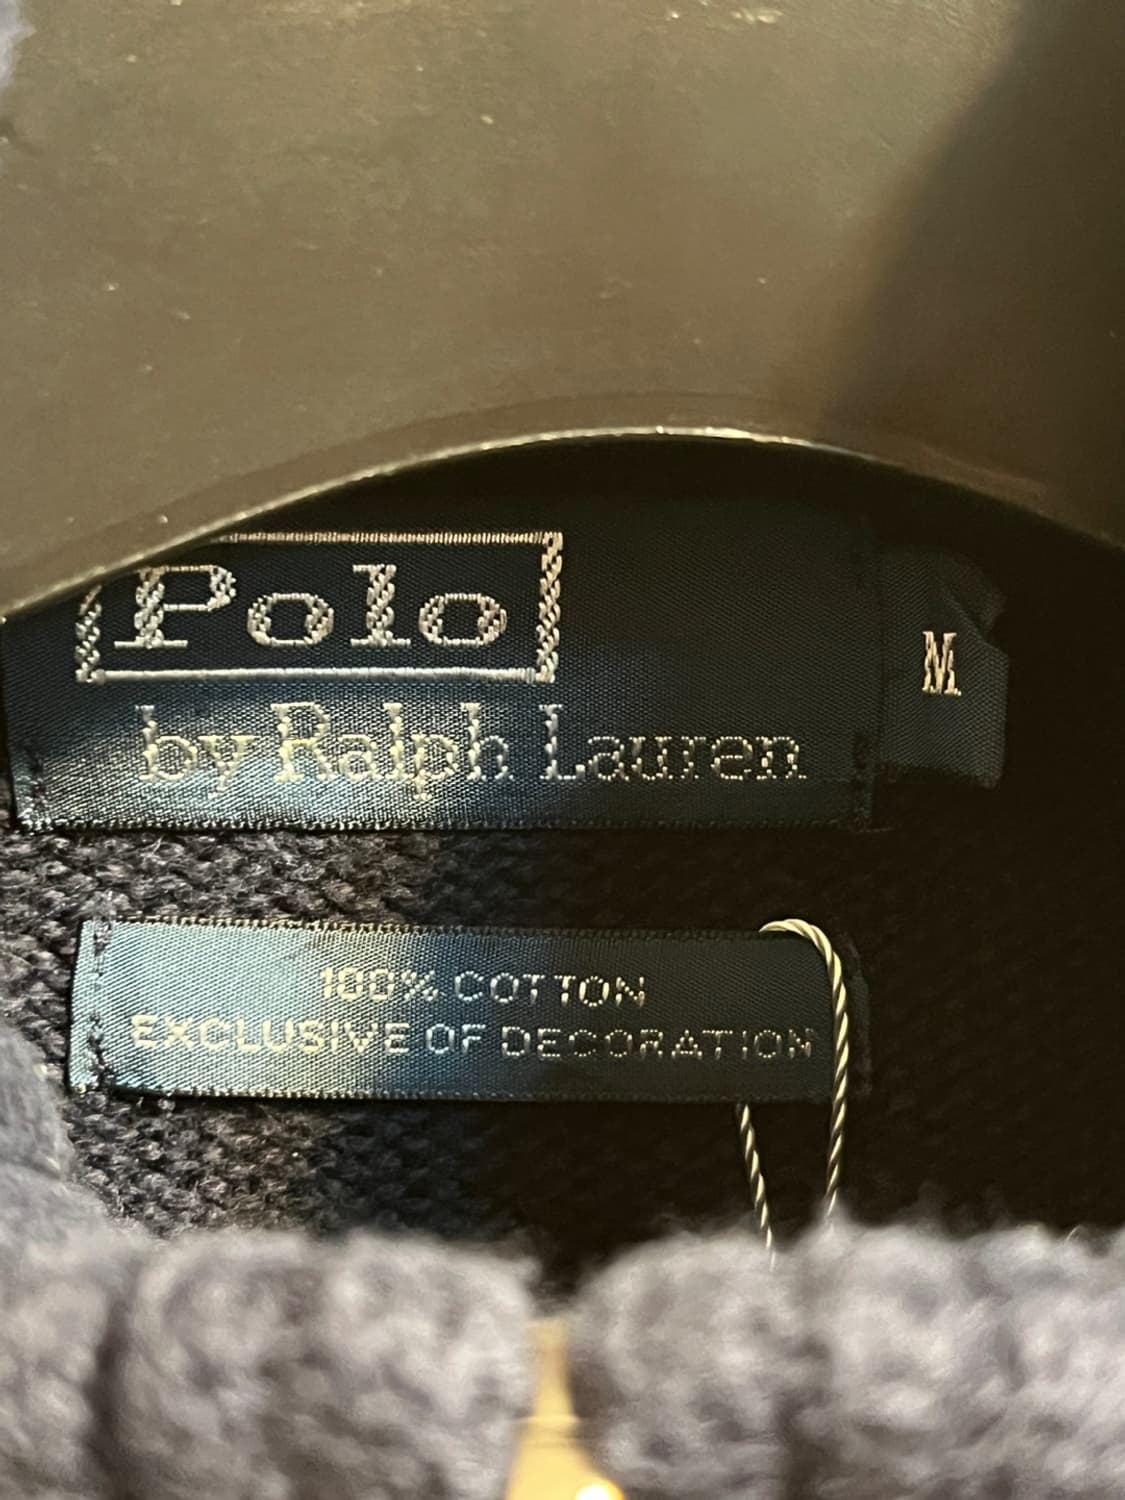 Polo
by Ralph Lauren
M
100% COTTON
EXCLUSIVE OF DECORATION